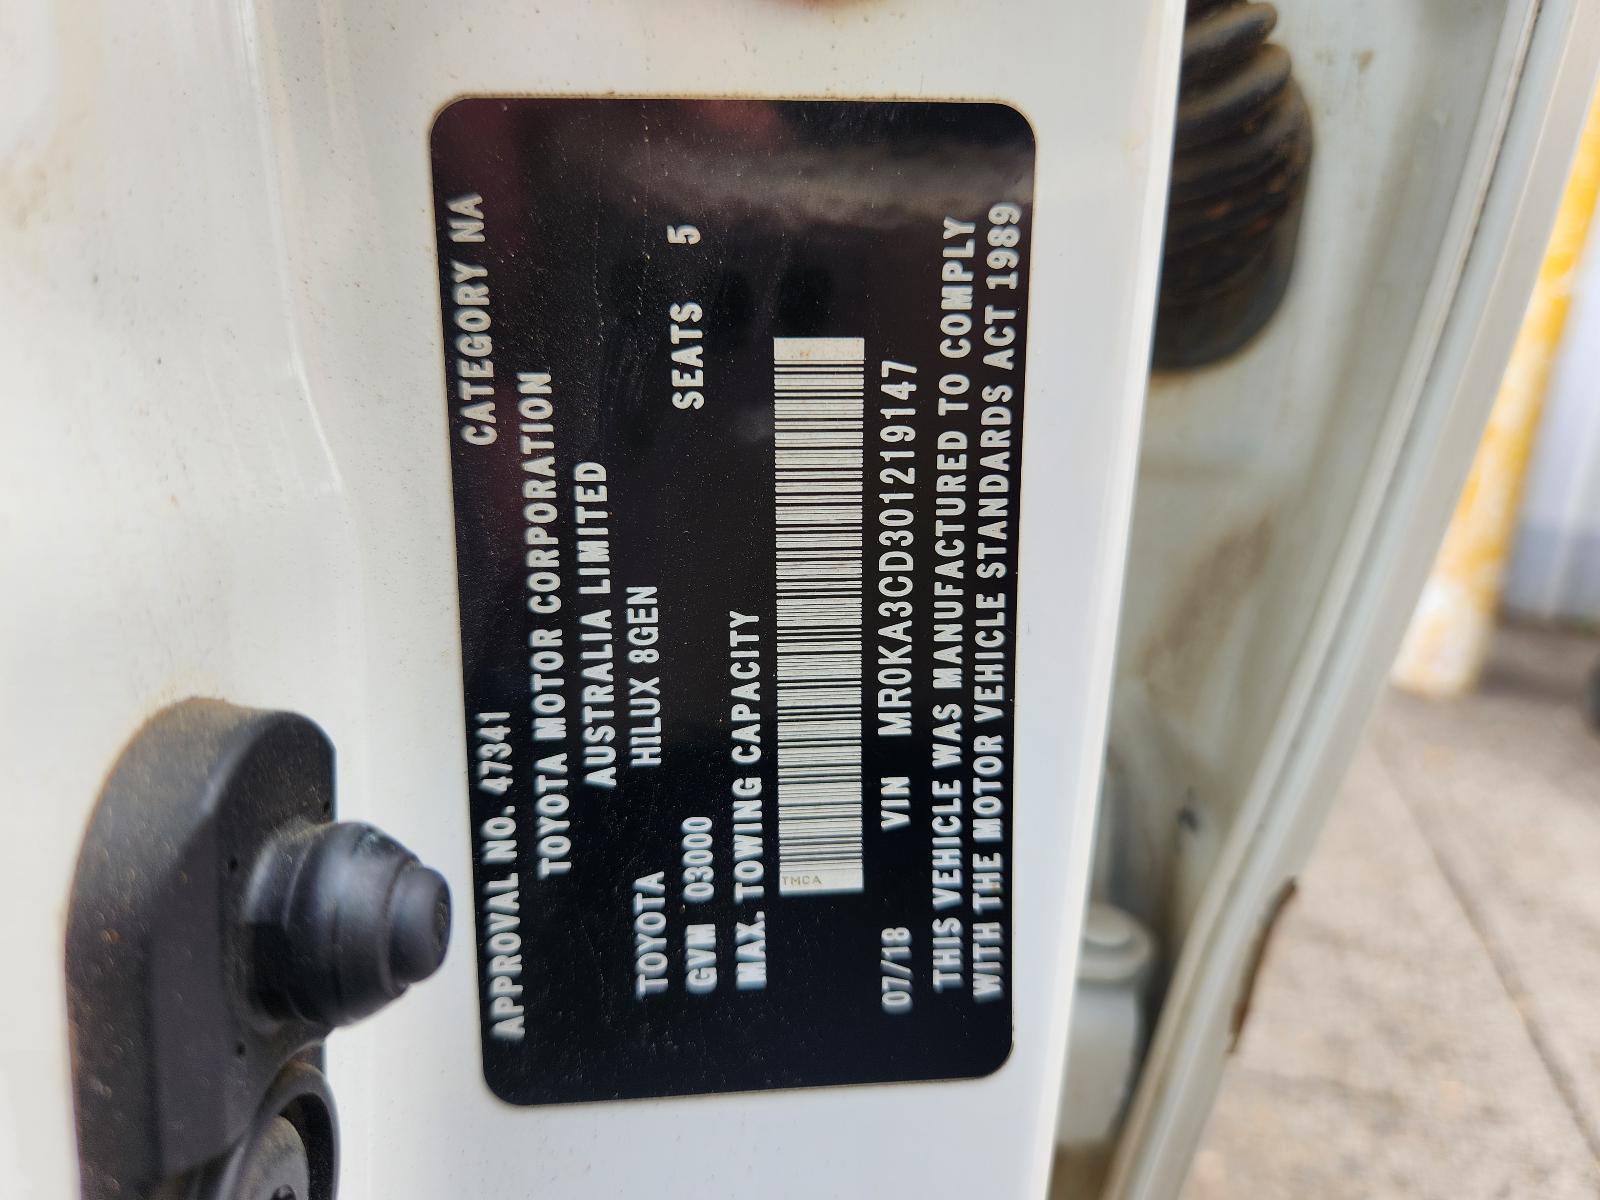 APPROVAL NO. 47341 CATEGORY NA
TOYOTA MOTOR CORPORATION
AUSTRALIA LIMITED
TOYOTA HILUX 8GEN
GVM 03000 SEATS 5
MAX. TOWING CAPACITY
TMCA
07/18 VIN MR0KA3CD301219147
THIS VEHICLE WAS MANUFACTURED TO COMPLY
WITH THE MOTOR VEHICLE STANDARDS ACT 1989